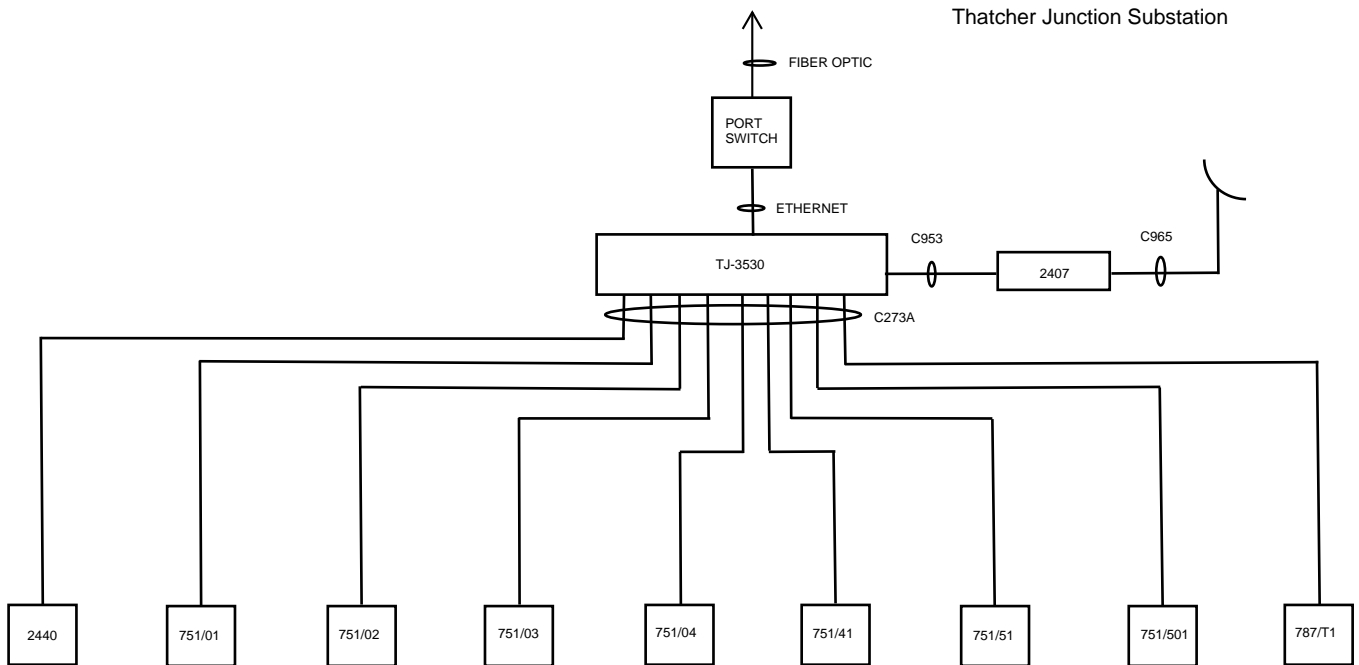 Thatcher Junction Substation
FIBER OPTIC
PORT
SWITCH
ETHERNET
C953
C965
TJ-3530
2407
C273A
2440
751/01
751/02
751/03
751/04
751/41
751/51
751/501
787/T1